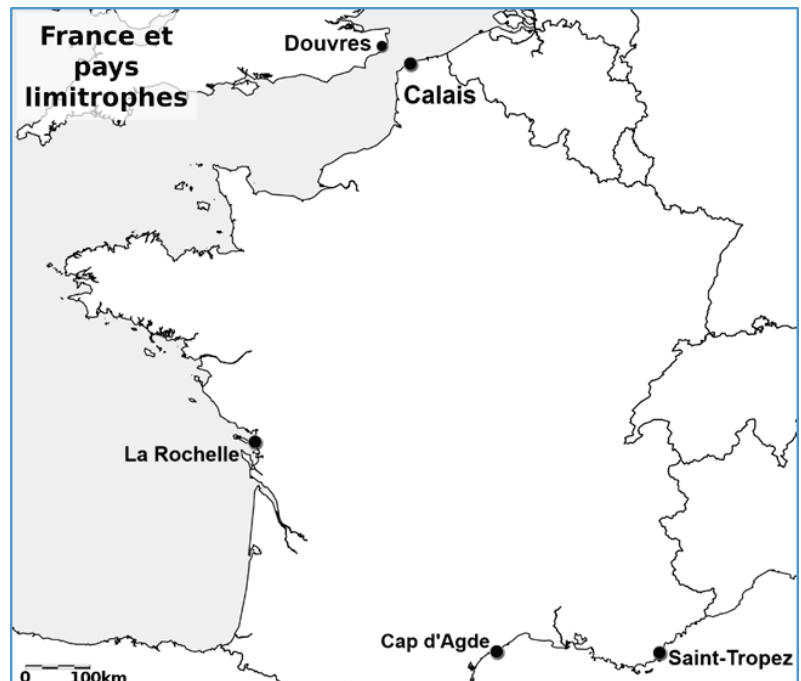 France et
pays
limitrophes
Douvres
Calais
La Rochelle
Cap d'Agde
Saint-Tropez
0 100km